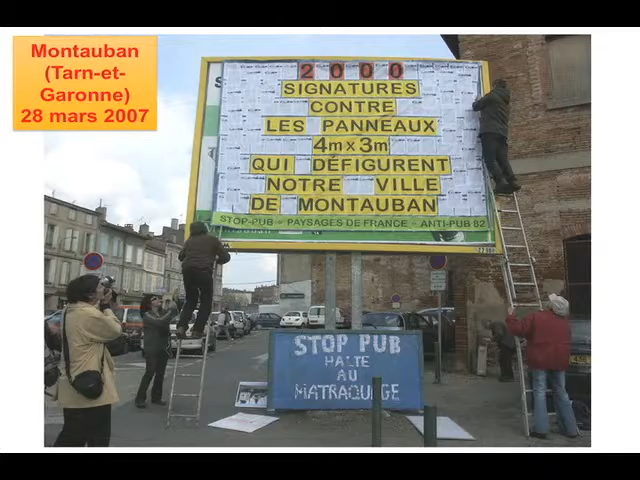 Montauban
(Tarn-et-
Garonne)
28 mars 2007
2000
SIGNATURES
CONTRE
LES PANNEAUX
4m x 3m
QUI DÉFIGURENT
NOTRE VILLE
DE MONTAUBAN
STOP-PUB - PAYSAGES DE FRANCE - ANTI-PUB 82
STOP PUB
HALTE
AU
MATRAQUAGE